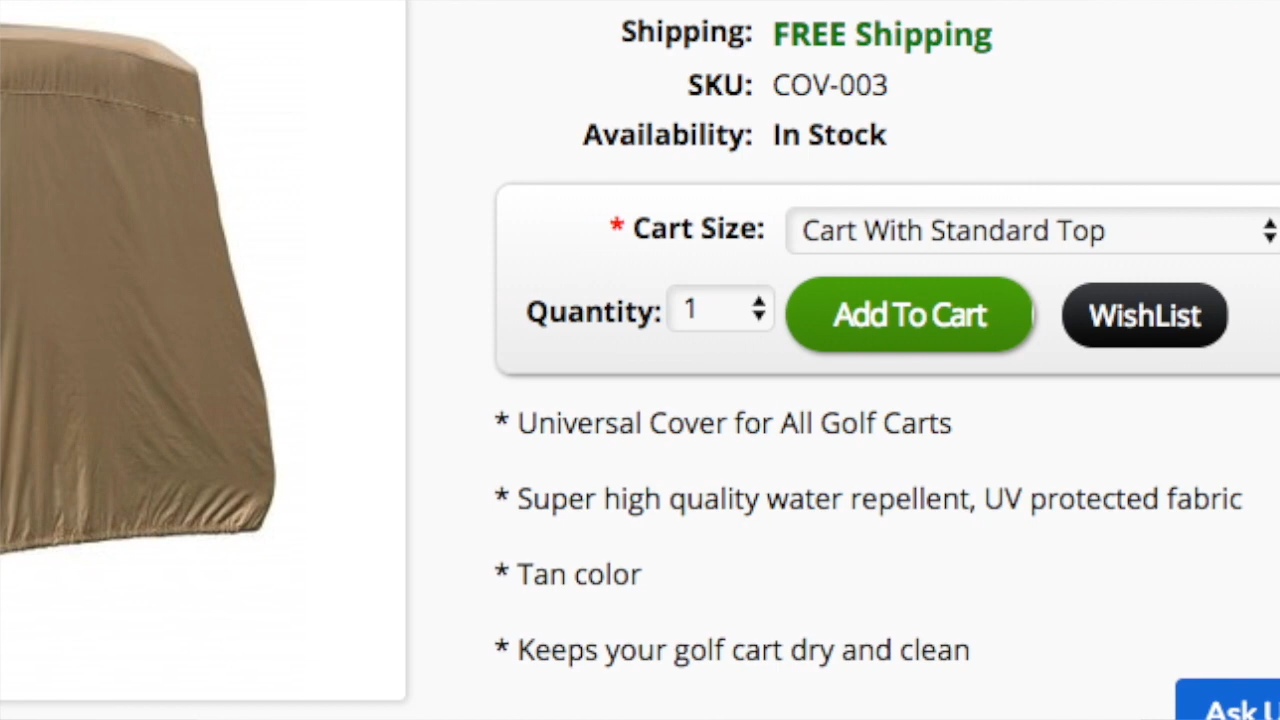 Shipping: FREE Shipping
SKU: COV-003
Availability: In Stock
* Cart Size: Cart With Standard Top
Quantity: 1 Add To Cart WishList
* Universal Cover for All Golf Carts
* Super high quality water repellent, UV protected fabric
* Tan color
* Keeps your golf cart dry and clean
Ask